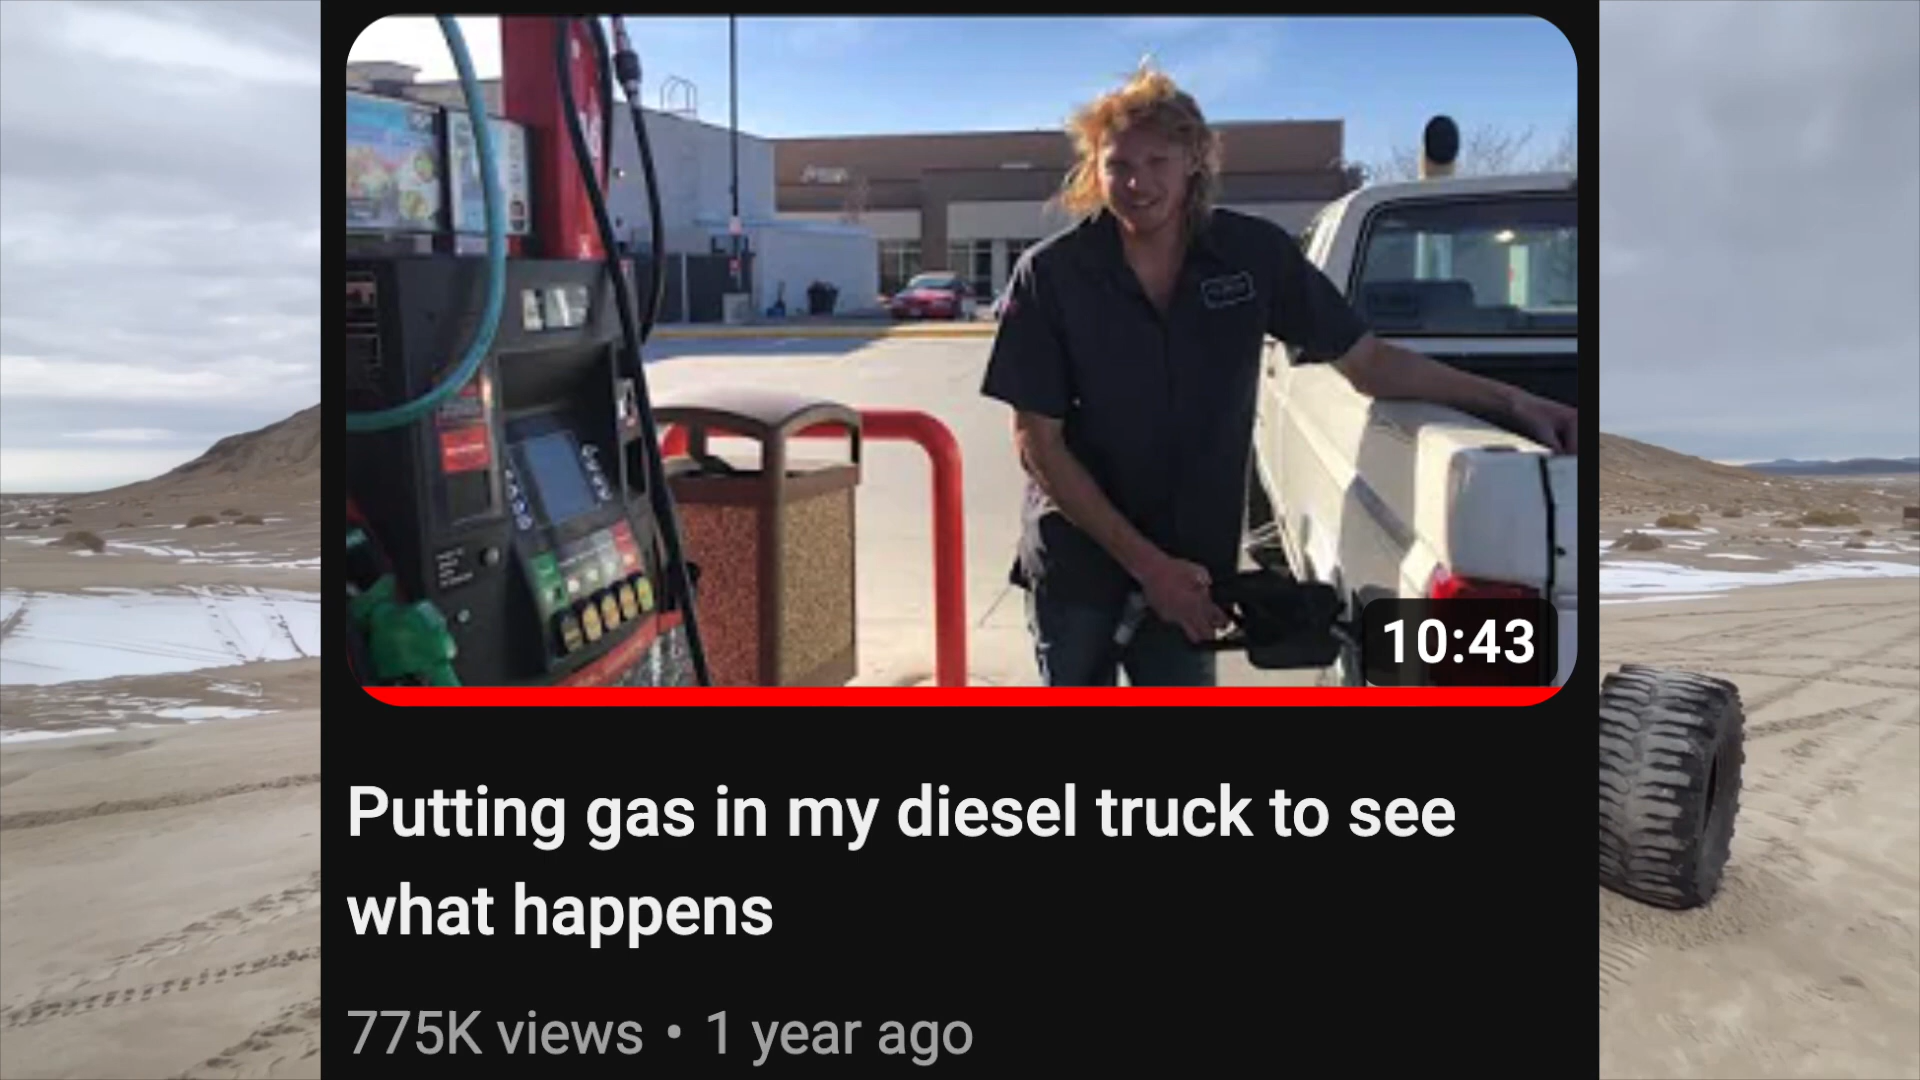 10:43
Putting gas in my diesel truck to see
what happens
775K views • 1 year ago